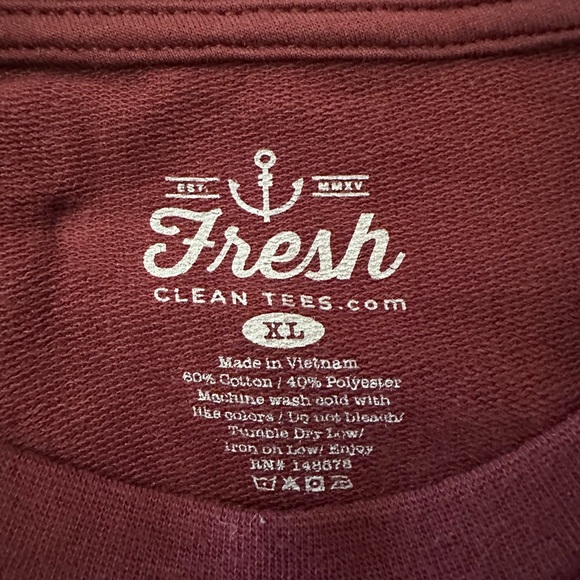 EST. MMXV
Fresh
CLEAN TEES.com
XL
Made in Vietnam
60% Cotton / 40% Polyester
Machine wash cold with
like colors / Do not bleach/
Tumble Dry Low/
Iron on Low/ Enjoy
RN# 148578